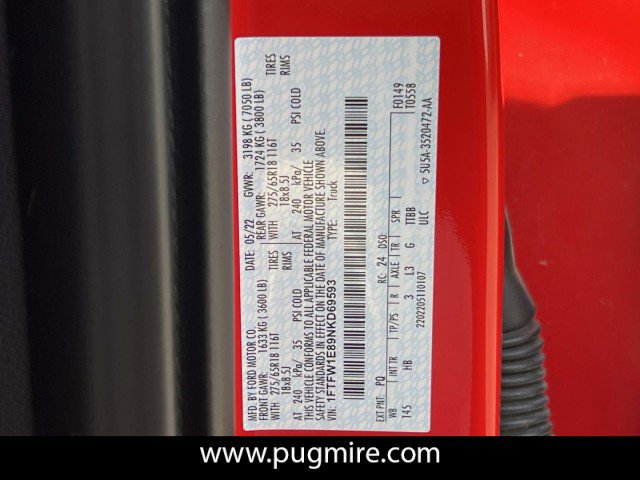 MFD. BY FORD MOTOR CO.
DATE: 05/22 GVWR: 3198 KG ( 7050 LB)
FRONT GAWR: 1633 KG ( 3600 LB) REAR GAWR: 1724 KG ( 3800 LB)
WITH 275/65R18 116T TIRES WITH 275/65R18 116T TIRES
18x8.5J RIMS 18x8.5J RIMS
AT 240 kPa/ 35 PSI COLD AT 240 kPa/ 35 PSI COLD
THIS VEHICLE CONFORMS TO ALL APPLICABLE FEDERAL MOTOR VEHICLE
SAFETY STANDARDS IN EFFECT ON THE DATE OF MANUFACTURE SHOWN ABOVE.
VIN: 1FTFW1E89NKD69593 TYPE: Truck
F0149
T0558
EXT PNT: PQ RC: 24 DSO:
WB INT TR TP/PS R AXLE TR SPR
145 3 L3 G TTBB
2202205110107 ULC
▽ 5U5A-3520472-AA
www.pugmire.com